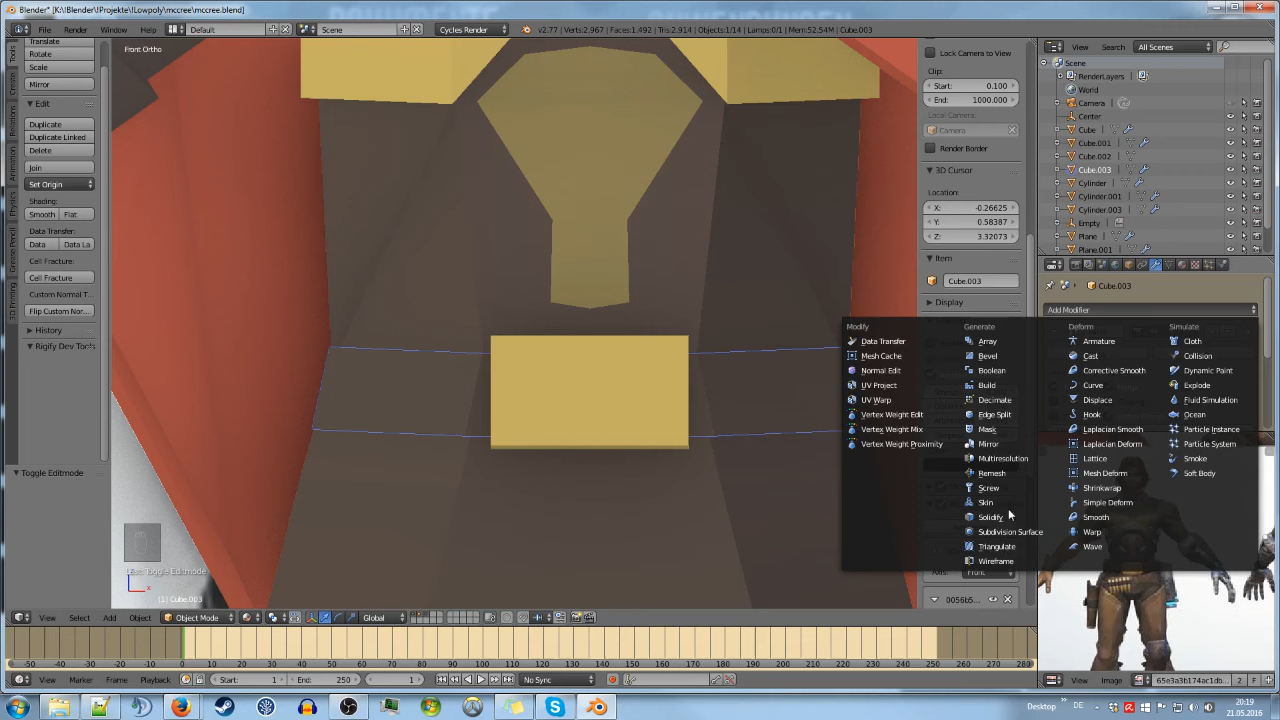 Blender* [K:\!Blender\!Projekte\!Lowpoly\mccree\mccree.blend]
File Render Window Help Default Scene Cycles Render v2.77 | Verts:2.967 | Faces:1.492 | Tris:2.914 | Objects:1/14 | Lamps:0/1 | Mem:52.54M | Cube.003
Translate
Rotate
Scale
Mirror
Edit
Duplicate
Duplicate Linked
Delete
Join
Set Origin
Shading:
Smooth Flat
Data Transfer:
Data Data La
Cell Fracture:
Cell Fracture
Custom Normal T...
Flip Custom Nor...
History
Rigify Dev Tools
Toggle Editmode
Tools
Create
Relations
Animation
Physics
Grease Pencil
3D Printing
Front Ortho
(1) Cube.003
Lock Camera to View
Clip:
Start: 0.100
End: 1000.000
Local Camera:
Camera
Render Border
3D Cursor
Location:
X: -0.26625
Y: 0.58387
Z: 3.32073
Item
Cube.003
Display
View Search All Scenes
Scene
RenderLayers
World
Camera
Center
Cube
Cube.001
Cube.002
Cube.003
Cylinder
Cylinder.001
Cylinder.003
Empty
Plane
Plane.001
Cube.003
Add Modifier
Modify Generate Deform Simulate
Data Transfer Array Armature Cloth
Mesh Cache Bevel Cast Collision
Normal Edit Boolean Corrective Smooth Dynamic Paint
UV Project Build Curve Explode
UV Warp Decimate Displace Fluid Simulation
Vertex Weight Edit Edge Split Hook Ocean
Vertex Weight Mix Mask Laplacian Smooth Particle Instance
Vertex Weight Proximity Mirror Laplacian Deform Particle System
Multiresolution Lattice Smoke
Remesh Mesh Deform Soft Body
Screw Shrinkwrap
Skin Simple Deform
Solidify Smooth
Subdivision Surface Warp
Triangulate Wave
Wireframe
Axis: Front
0056b5...
View Select Add Object Object Mode Global
-50 -40 -30 -20 -10 0 10 20 30 40 50 60 70 80 90 100 110 120 130 140 150 160 170 180 190 200 210 220 230 240 250 260 270 280
View Marker Frame Playback Start: 1 End: 250 1 No Sync
View Image 65e3a3b174ac1db... 2 F
Desktop DE 20:19
21.05.2016